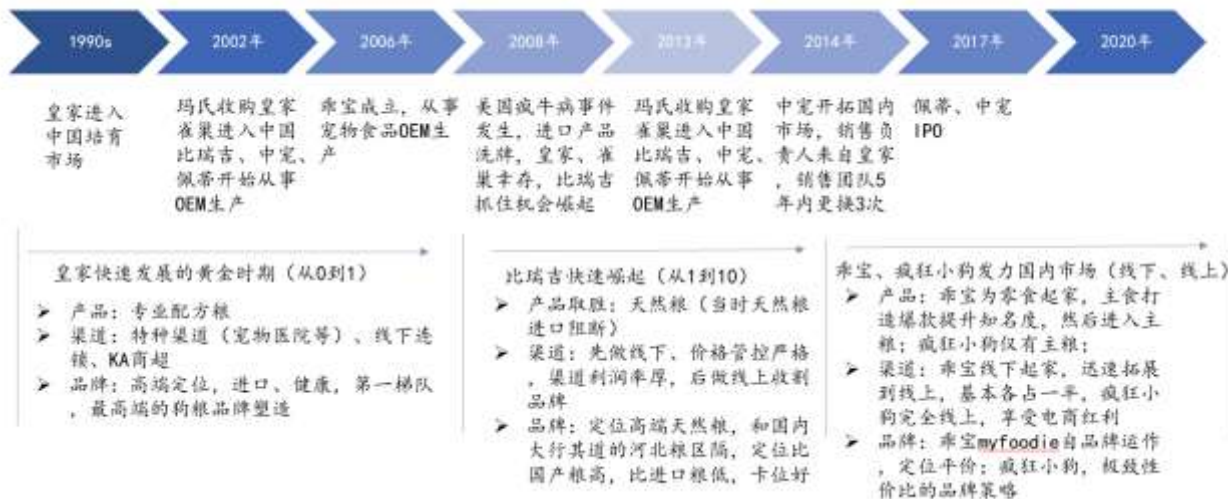 1990s
2002年
2006年
2008年
2013年
2014年
2017年
2020年
皇家进入
中国培育
市场
玛氏收购皇家
雀巢进入中国
比瑞吉、中宠、
佩蒂开始从事
OEM生产
乖宝成立，从事
宠物食品OEM生
产
美国疯牛病事件
发生，进口产品
洗牌，皇家、雀
巢幸存，比瑞吉
抓住机会崛起
玛氏收购皇家
雀巢进入中国
比瑞吉、中宠、
佩蒂开始从事
OEM生产
中宠开拓国内
市场，销售负
责人来自皇家
，销售团队5
年内更换3次
佩蒂、中宠
IPO
皇家快速发展的黄金时期（从0到1）
➢ 产品：专业配方粮
➢ 渠道：特种渠道（宠物医院等）、线下连
锁、KA商超
➢ 品牌：高端定位，进口、健康，第一梯队
，最高端的狗粮品牌塑造
比瑞吉快速崛起（从1到10）
➢ 产品取胜：天然粮（当时天然粮
进口阻断）
➢ 渠道：先做线下、价格管控严格
，渠道利润率厚，后做线上收割
品牌
➢ 品牌：定位高端天然粮，和国内
大行其道的河北粮区隔，定位比
国产粮高，比进口粮低，卡位好
乖宝、疯狂小狗发力国内市场（线下、线上）
➢ 产品：乖宝为零食起家，主食打
造爆款提升知名度，然后进入主
粮；疯狂小狗仅有主粮；
➢ 渠道：乖宝线下起家，迅速拓展
到线上，基本各占一半，疯狂小
狗完全线上，享受电商红利
➢ 品牌：乖宝myfoodie自品牌运作
，定位平价；疯狂小狗，极致性
价比的品牌策略